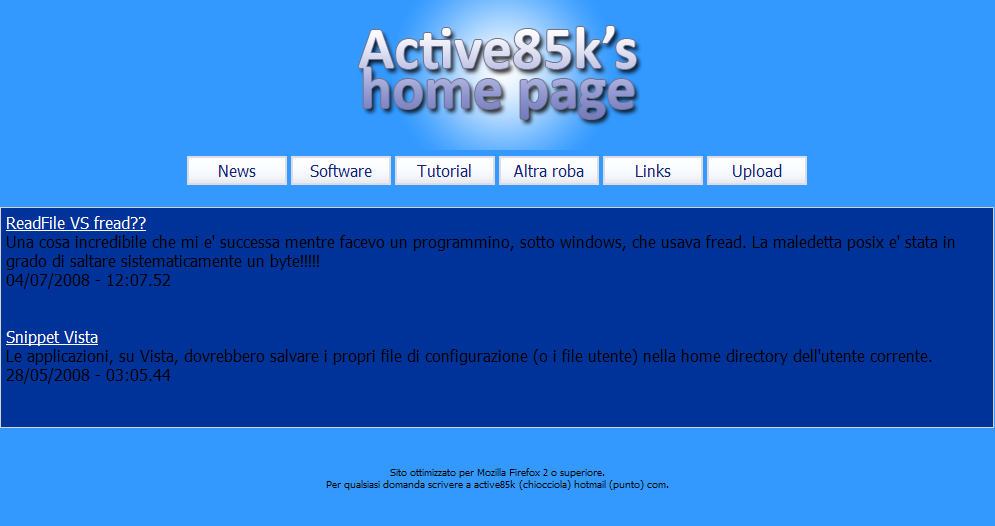 Active85k's
home page
News Software Tutorial Altra roba Links Upload
ReadFile VS fread??
Una cosa incredibile che mi e' successa mentre facevo un programmino, sotto windows, che usava fread. La maledetta posix e' stata in
grado di saltare sistematicamente un byte!!!!!
04/07/2008 - 12:07.52
Snippet Vista
Le applicazioni, su Vista, dovrebbero salvare i propri file di configurazione (o i file utente) nella home directory dell'utente corrente.
28/05/2008 - 03:05.44
Sito ottimizzato per Mozilla Firefox 2 o superiore.
Per qualsiasi domanda scrivere a active85k (chiocciola) hotmail (punto) com.